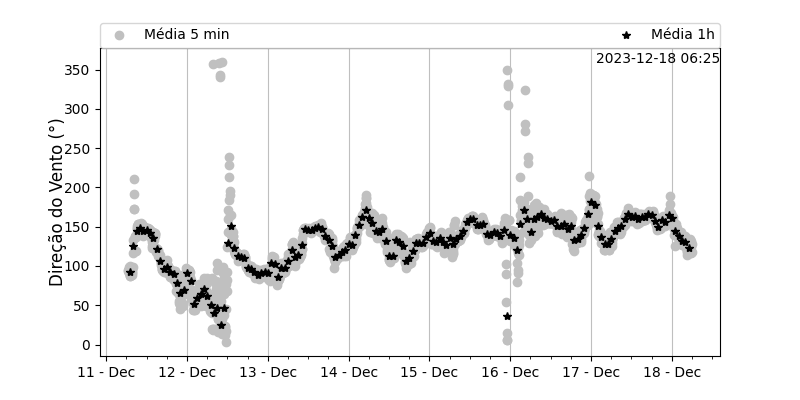 Média 5 min
Média 1h
2023-12-18 06:25
Direção do Vento (°)
350
300
250
200
150
100
50
0
11 - Dec
12 - Dec
13 - Dec
14 - Dec
15 - Dec
16 - Dec
17 - Dec
18 - Dec